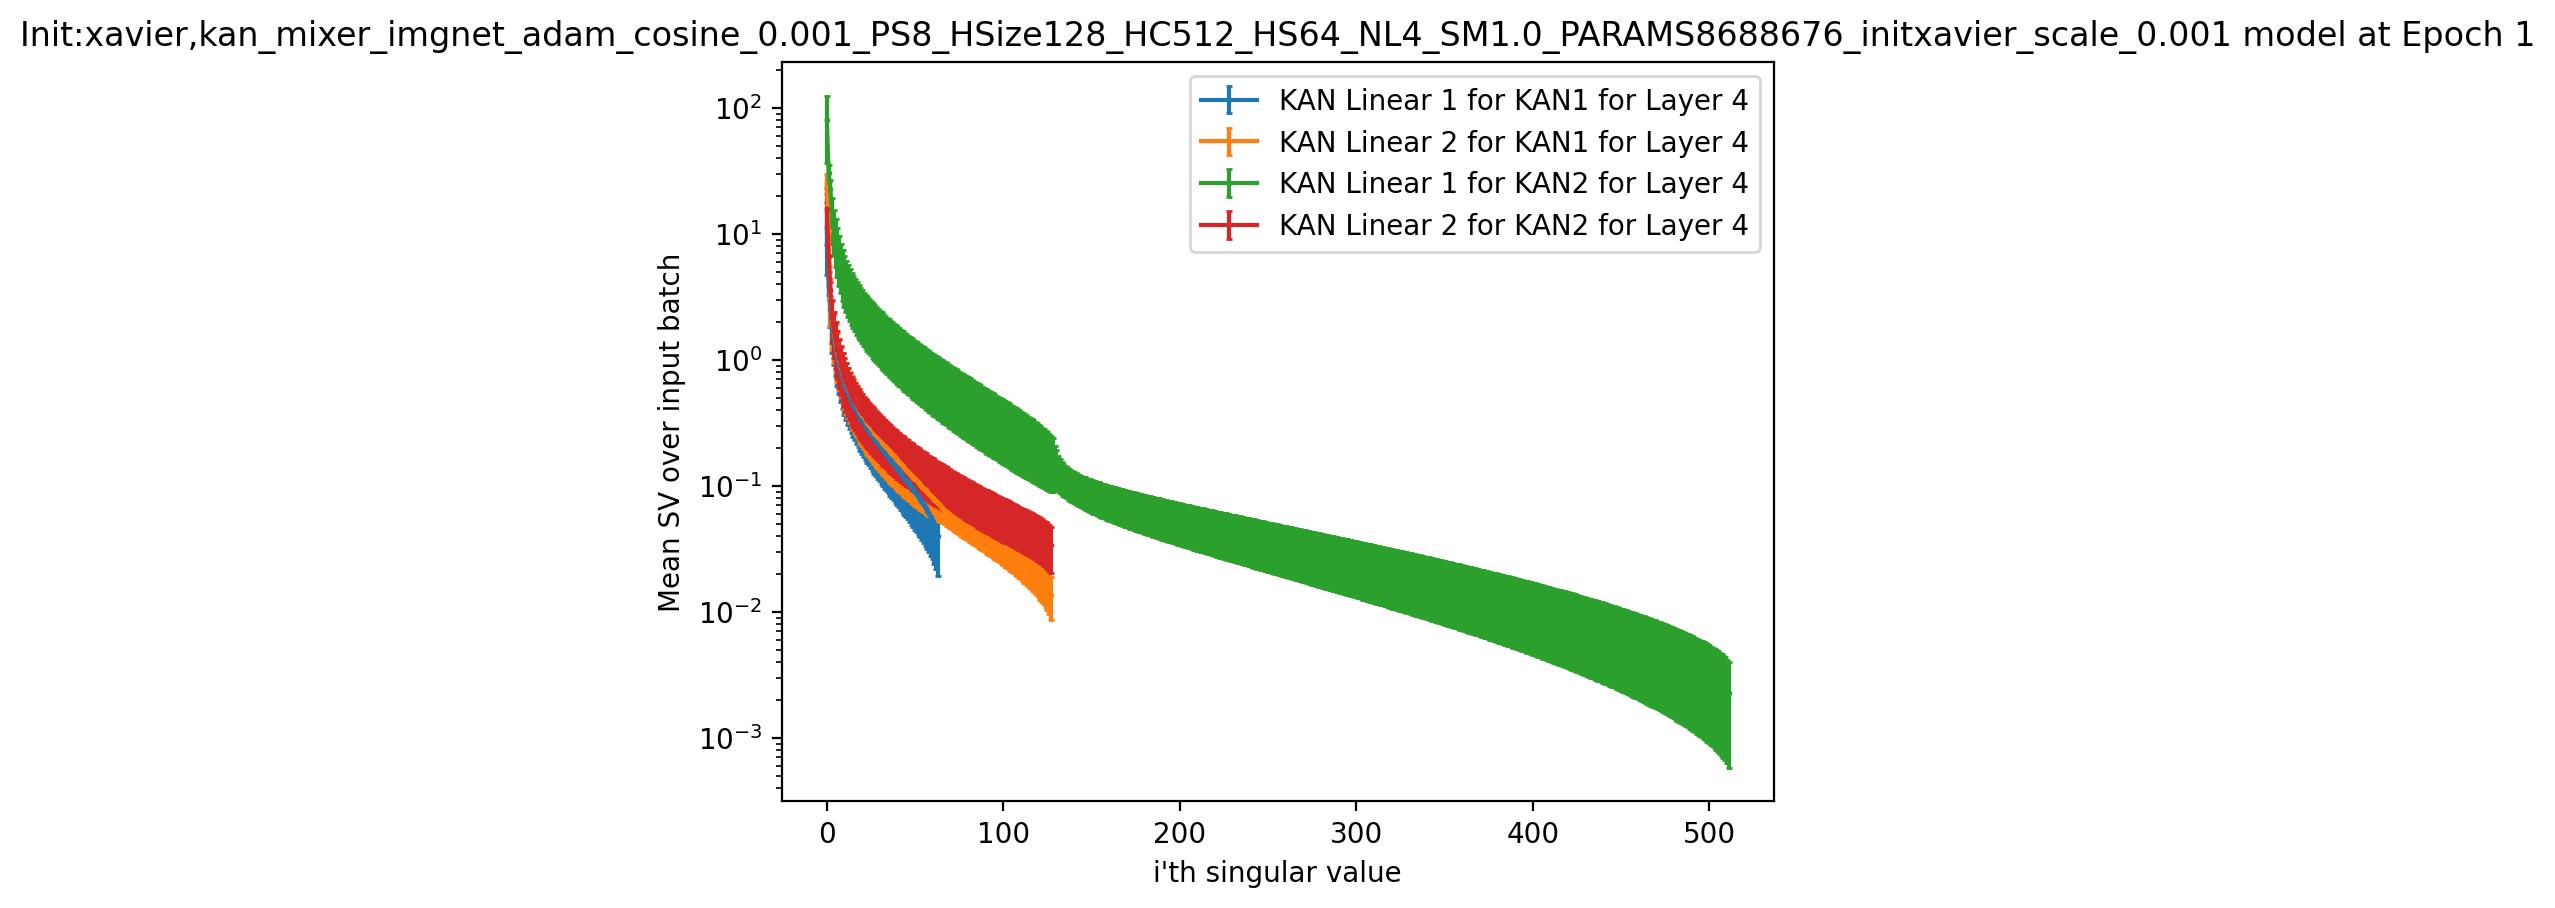 Init:xavier,kan_mixer_imgnet_adam_cosine_0.001_PS8_HSize128_HC512_HS64_NL4_SM1.0_PARAMS8688676_initxavier_scale_0.001 model at Epoch 1
KAN Linear 1 for KAN1 for Layer 4
KAN Linear 2 for KAN1 for Layer 4
KAN Linear 1 for KAN2 for Layer 4
KAN Linear 2 for KAN2 for Layer 4
Mean SV over input batch
10²
10¹
10⁰
10⁻¹
10⁻²
10⁻³
0 100 200 300 400 500
i'th singular value